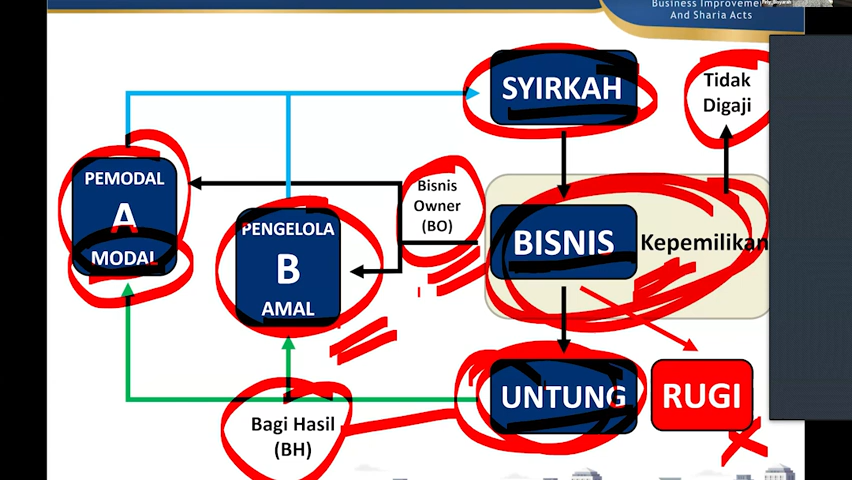 Business Improvement
And Sharia Acts
SYIRKAH
Tidak
Digaji
PEMODAL
A
MODAL
PENGELOLA
B
AMAL
Bisnis
Owner
(BO)
BISNIS
Kepemilikan
UNTUNG
RUGI
Bagi Hasil
(BH)